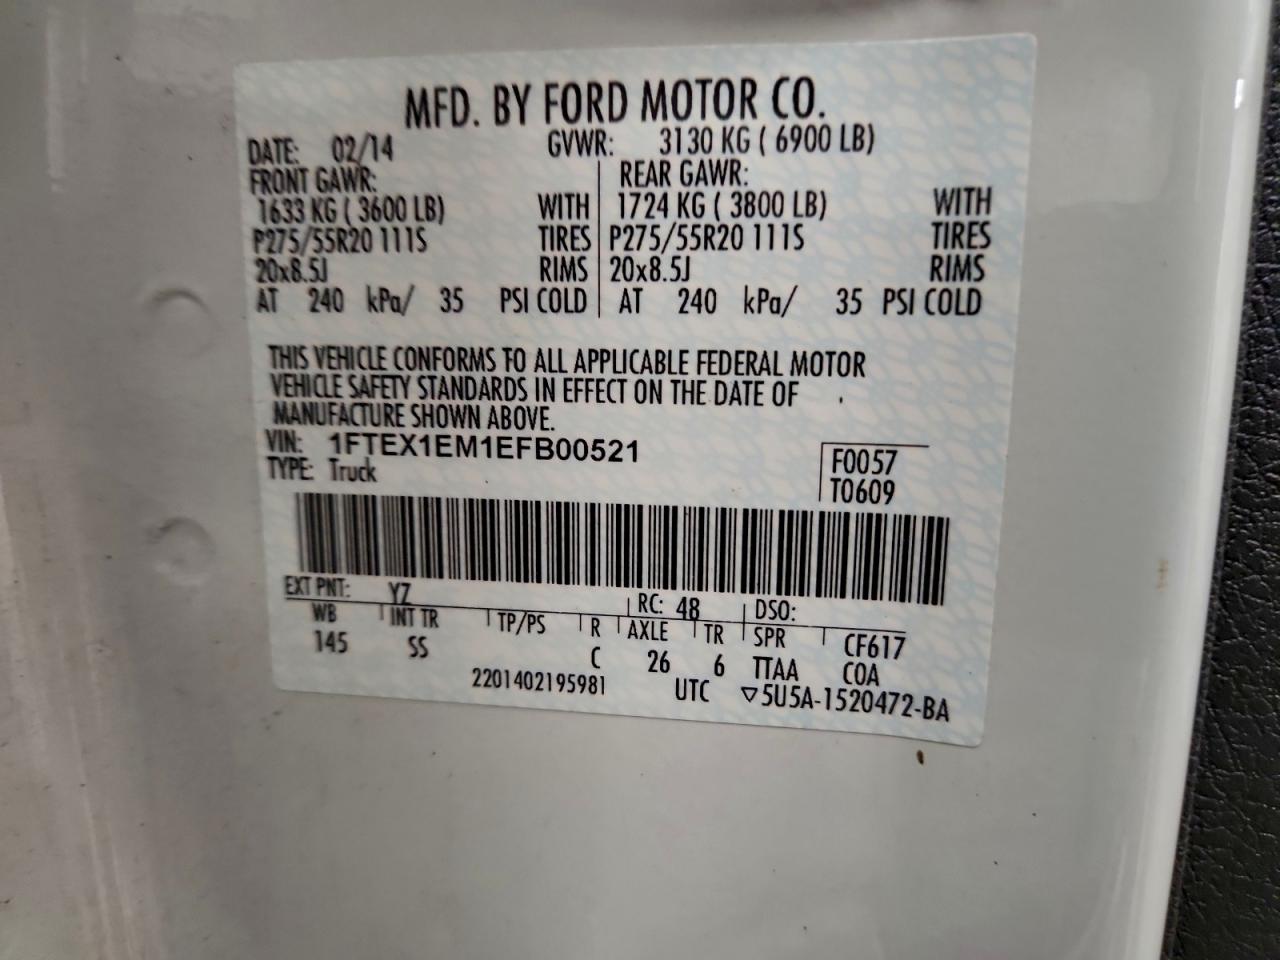 MFD. BY FORD MOTOR CO.
DATE: 02/14 GVWR: 3130 KG ( 6900 LB)
FRONT GAWR: REAR GAWR:
1633 KG ( 3600 LB) WITH 1724 KG ( 3800 LB) WITH
P275/55R20 111S TIRES P275/55R20 111S TIRES
20x8.5J RIMS 20x8.5J RIMS
AT 240 kPa/ 35 PSI COLD AT 240 kPa/ 35 PSI COLD
THIS VEHICLE CONFORMS TO ALL APPLICABLE FEDERAL MOTOR
VEHICLE SAFETY STANDARDS IN EFFECT ON THE DATE OF
MANUFACTURE SHOWN ABOVE.
VIN: 1FTEX1EM1EFB00521 F0057
TYPE: Truck T0609
EXT PNT: YZ RC: 48 DSO:
WB INT TR TP/PS R AXLE TR SPR CF617
145 SS C 26 6 TTAA COA
2201402195981 UTC ▽5U5A-1520472-BA